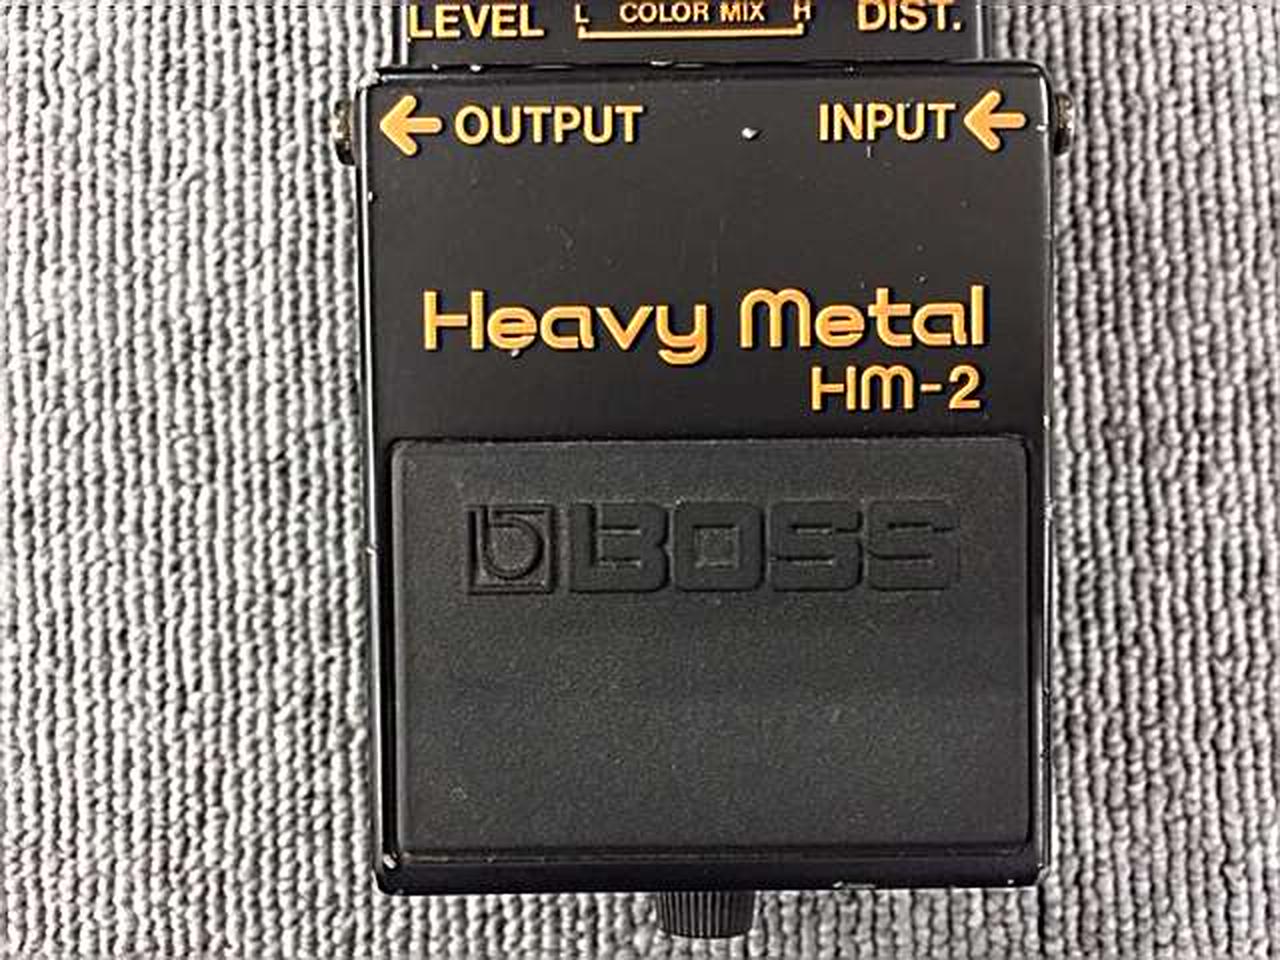 LEVEL L COLOR MIX H DIST.
OUTPUT INPUT
Heavy Metal
HM-2
BOSS